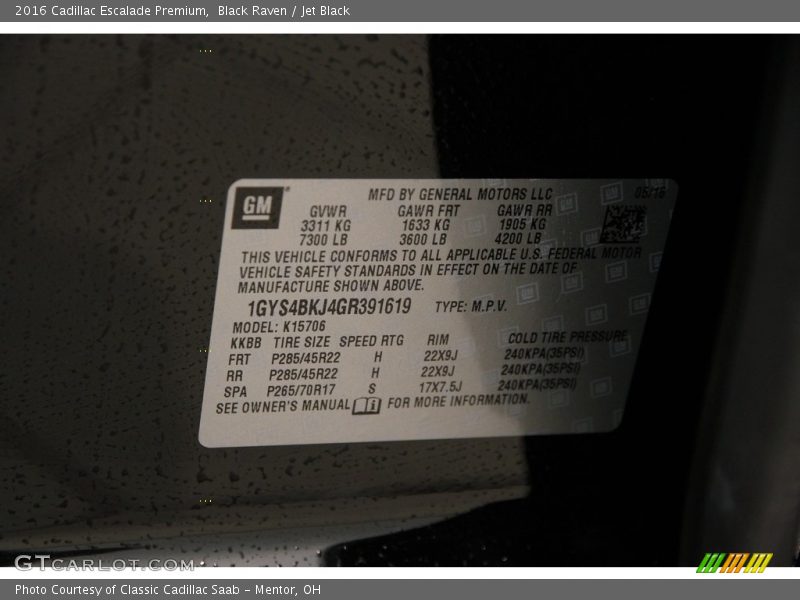 2016 Cadillac Escalade Premium, Black Raven / Jet Black
GM
MFD BY GENERAL MOTORS LLC 05/16
GVWR GAWR FRT GAWR RR
3311 KG 1633 KG 1905 KG
7300 LB 3600 LB 4200 LB
THIS VEHICLE CONFORMS TO ALL APPLICABLE U.S. FEDERAL MOTOR
VEHICLE SAFETY STANDARDS IN EFFECT ON THE DATE OF
MANUFACTURE SHOWN ABOVE.
1GYS4BKJ4GR391619 TYPE: M.P.V.
MODEL: K15706
KKBB TIRE SIZE SPEED RTG RIM COLD TIRE PRESSURE
FRT P285/45R22 H 22X9J 240KPA(35PSI)
RR P285/45R22 H 22X9J 240KPA(35PSI)
SPA P265/70R17 S 17X7.5J 240KPA(35PSI)
SEE OWNER'S MANUAL FOR MORE INFORMATION.
GTCARLOT.COM
Photo Courtesy of Classic Cadillac Saab - Mentor, OH